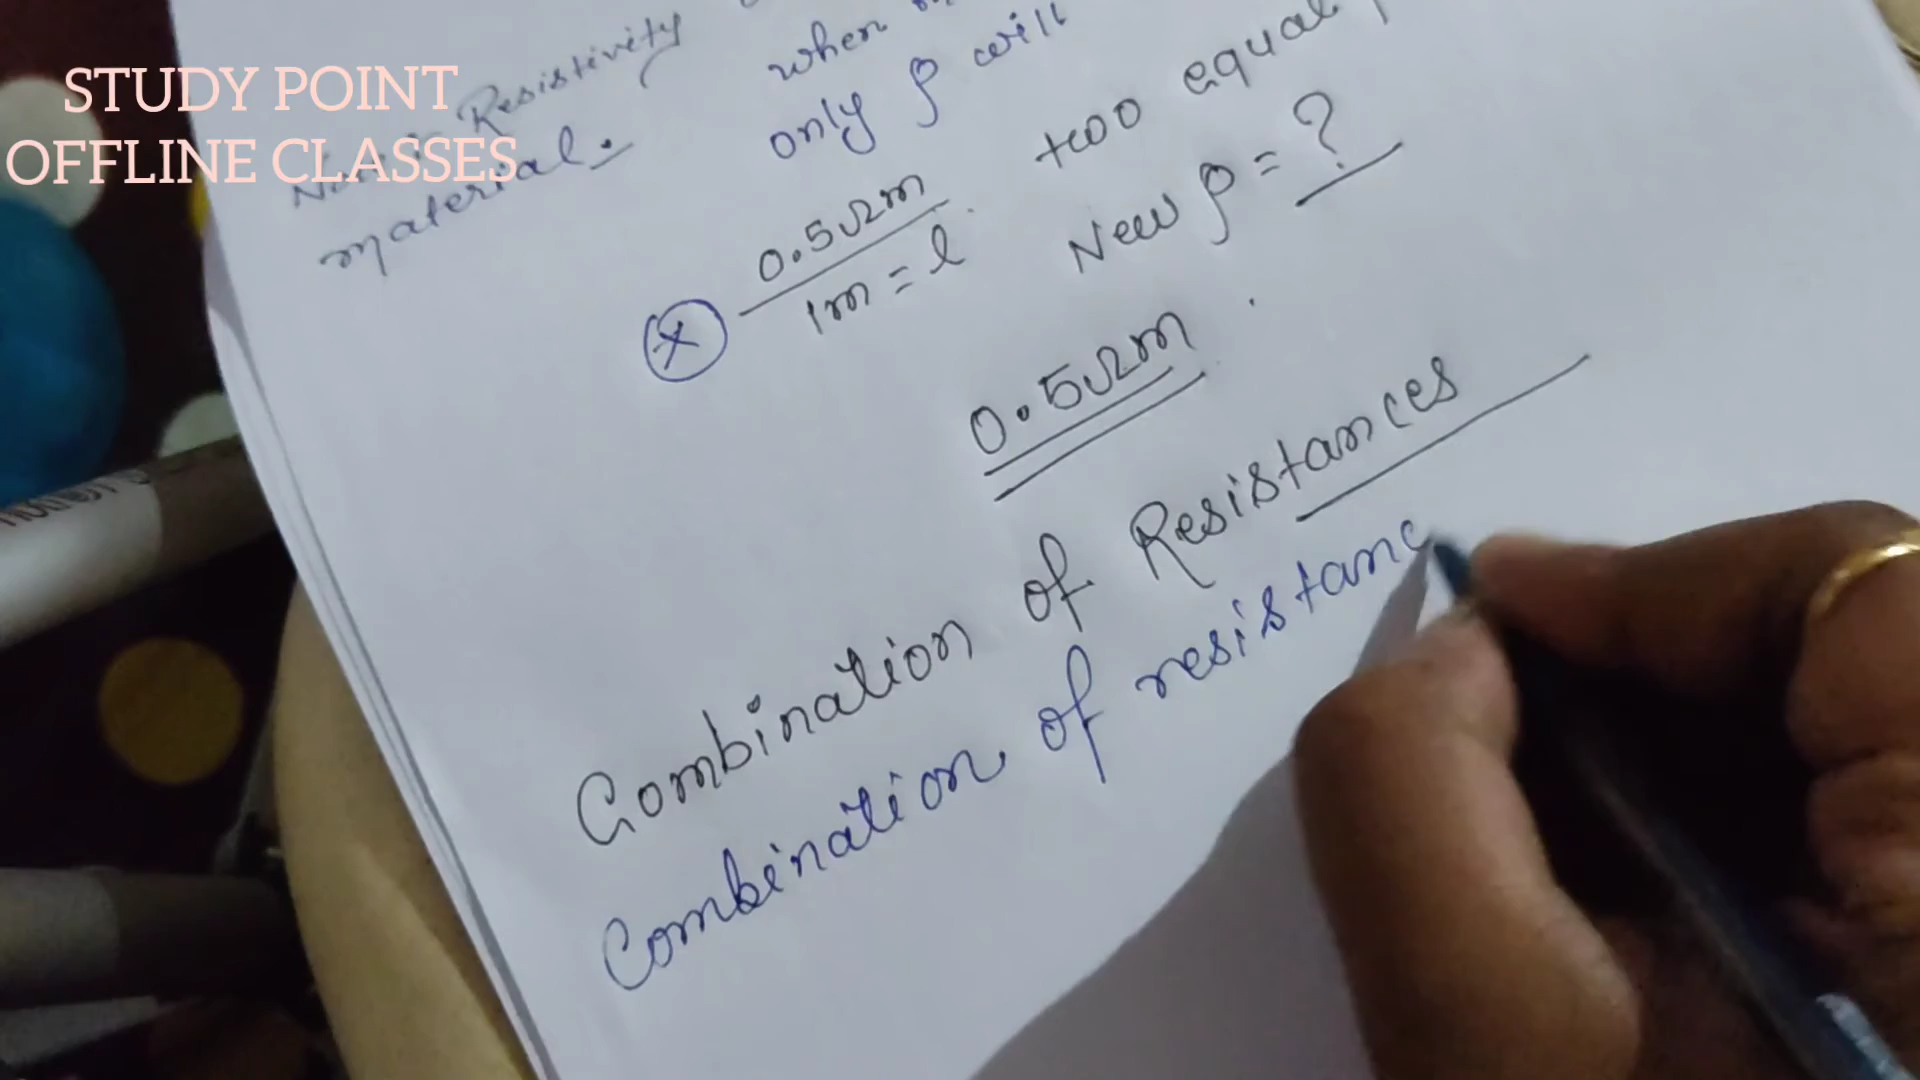 STUDY POINT
OFFLINE CLASSES
Resistivity
material.
when
only ρ will
0.5Ωm
1m = l
two equal
New ρ = ?
0.5Ωm
Combination of Resistances
Combination of resistanc